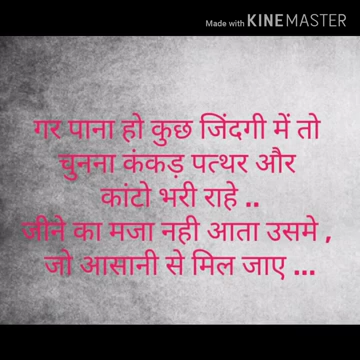 Made with KINEMASTER
गर पाना हो कुछ जिंदगी में तो
चुनना कंकड़ पत्थर और
कांटो भरी राहे ..
जीने का मजा नही आता उसमे ,
जो आसानी से मिल जाए ...